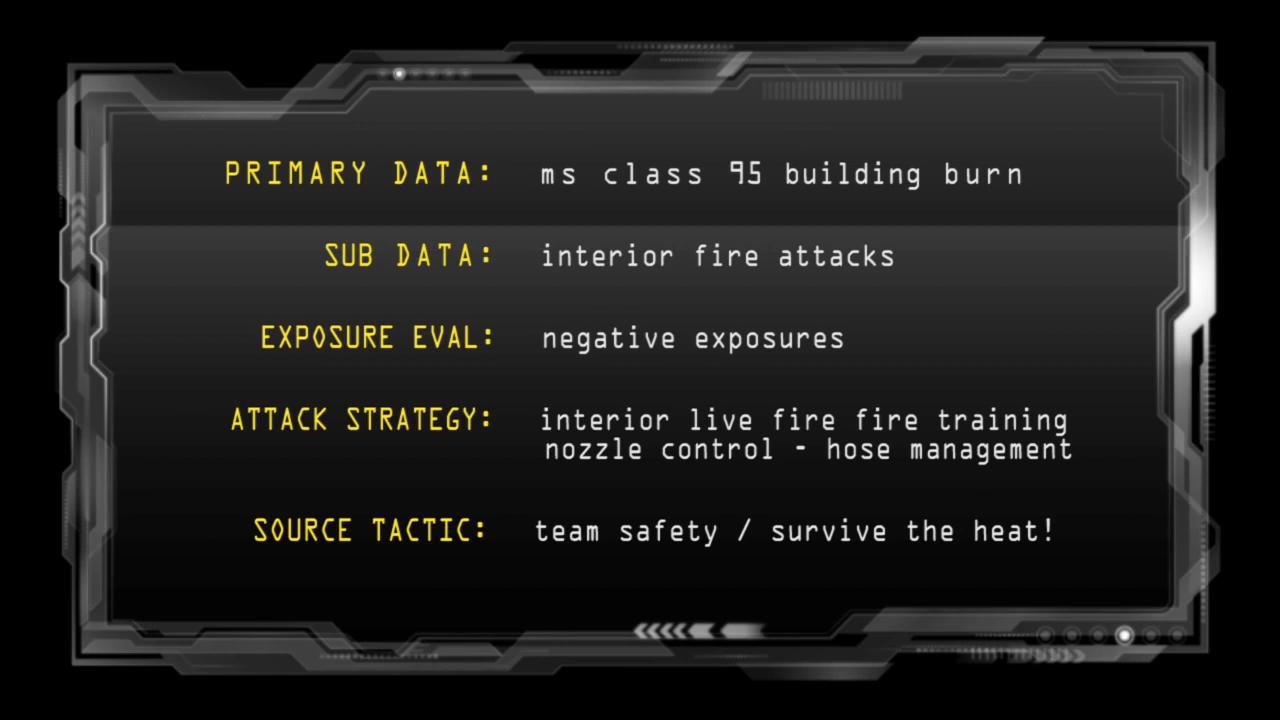 PRIMARY DATA: ms class 95 building burn
SUB DATA: interior fire attacks
EXPOSURE EVAL: negative exposures
ATTACK STRATEGY: interior live fire fire training
nozzle control - hose management
SOURCE TACTIC: team safety / survive the heat!